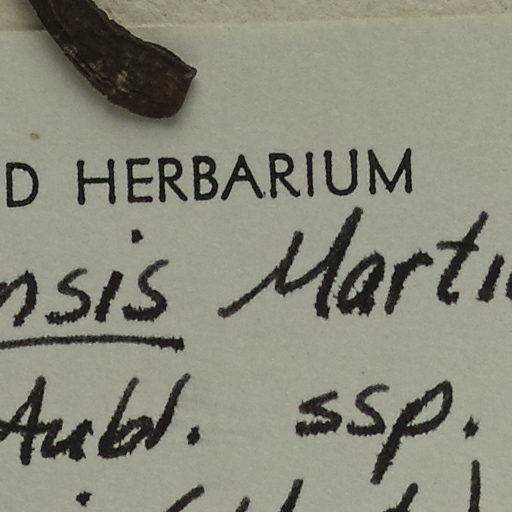 D HERBARIUM
nsis Marti
Aubl. ssp.